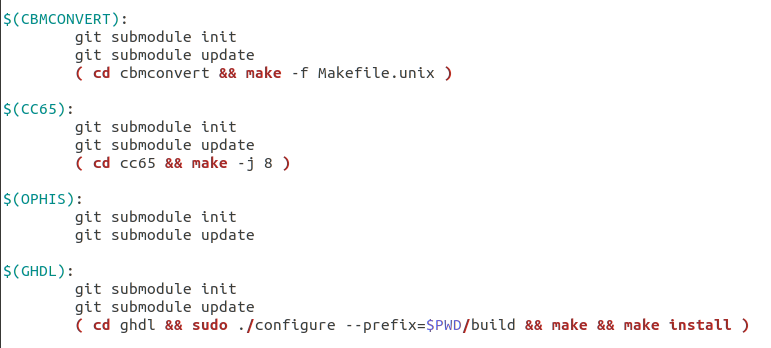 $(CBMCONVERT):
git submodule init
git submodule update
( cd cbmconvert && make -f Makefile.unix )
$(CC65):
git submodule init
git submodule update
( cd cc65 && make -j 8 )
$(OPHIS):
git submodule init
git submodule update
$(GHDL):
git submodule init
git submodule update
( cd ghdl && sudo ./configure --prefix=$PWD/build && make && make install )